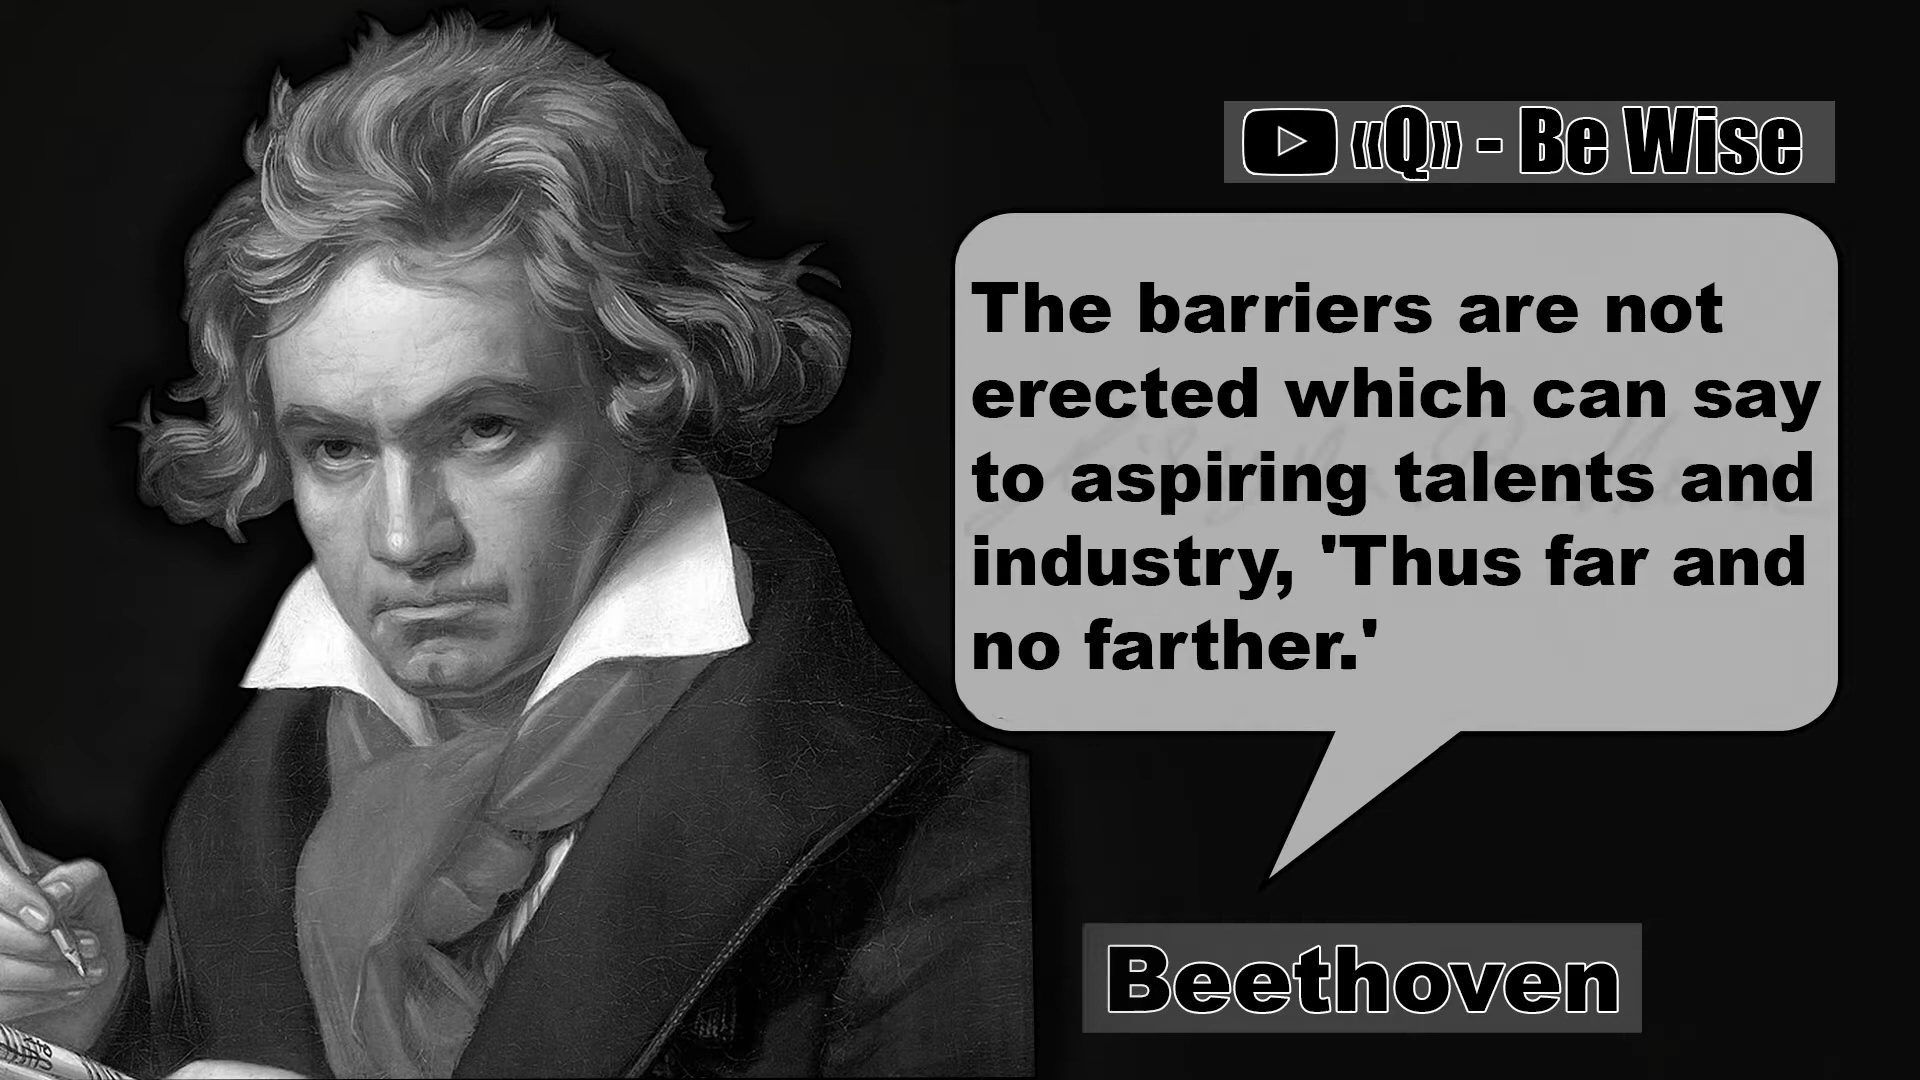 «Q» - Be Wise
The barriers are not
erected which can say
to aspiring talents and
industry, 'Thus far and
no farther.'
Beethoven